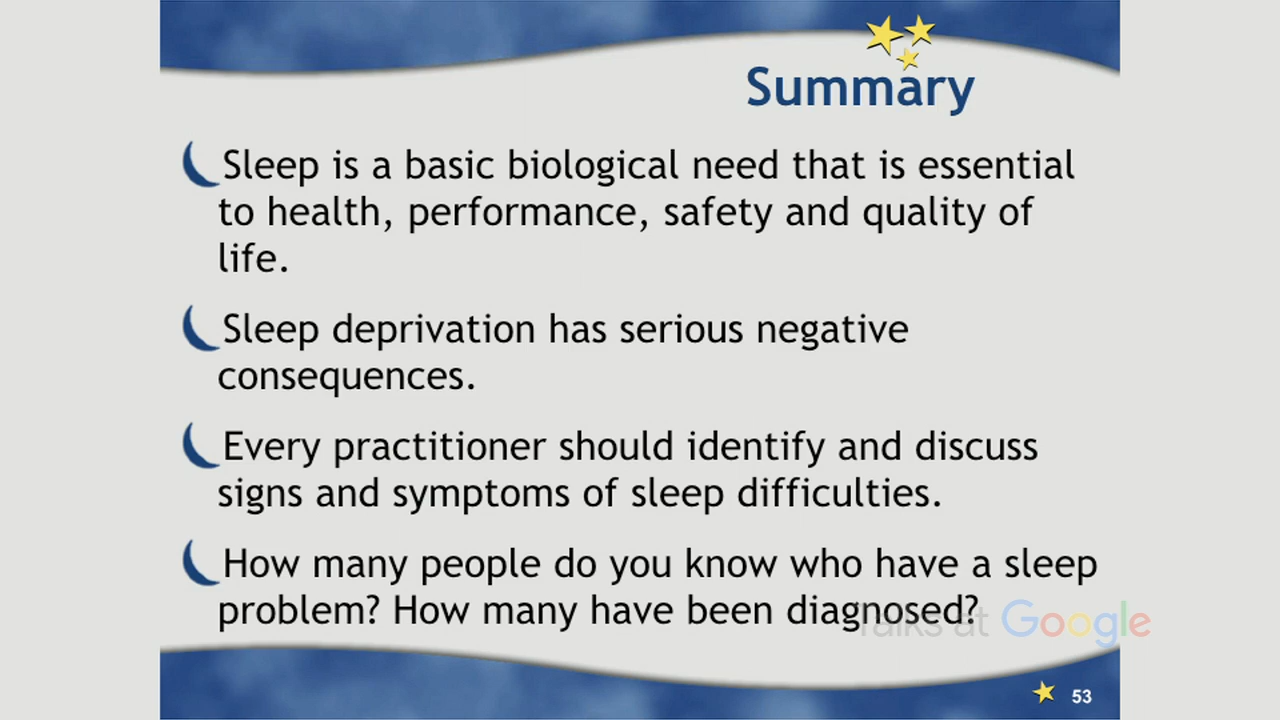 Summary
Sleep is a basic biological need that is essential
to health, performance, safety and quality of
life.
Sleep deprivation has serious negative
consequences.
Every practitioner should identify and discuss
signs and symptoms of sleep difficulties.
How many people do you know who have a sleep
problem? How many have been diagnosed?
Talks at Google
53